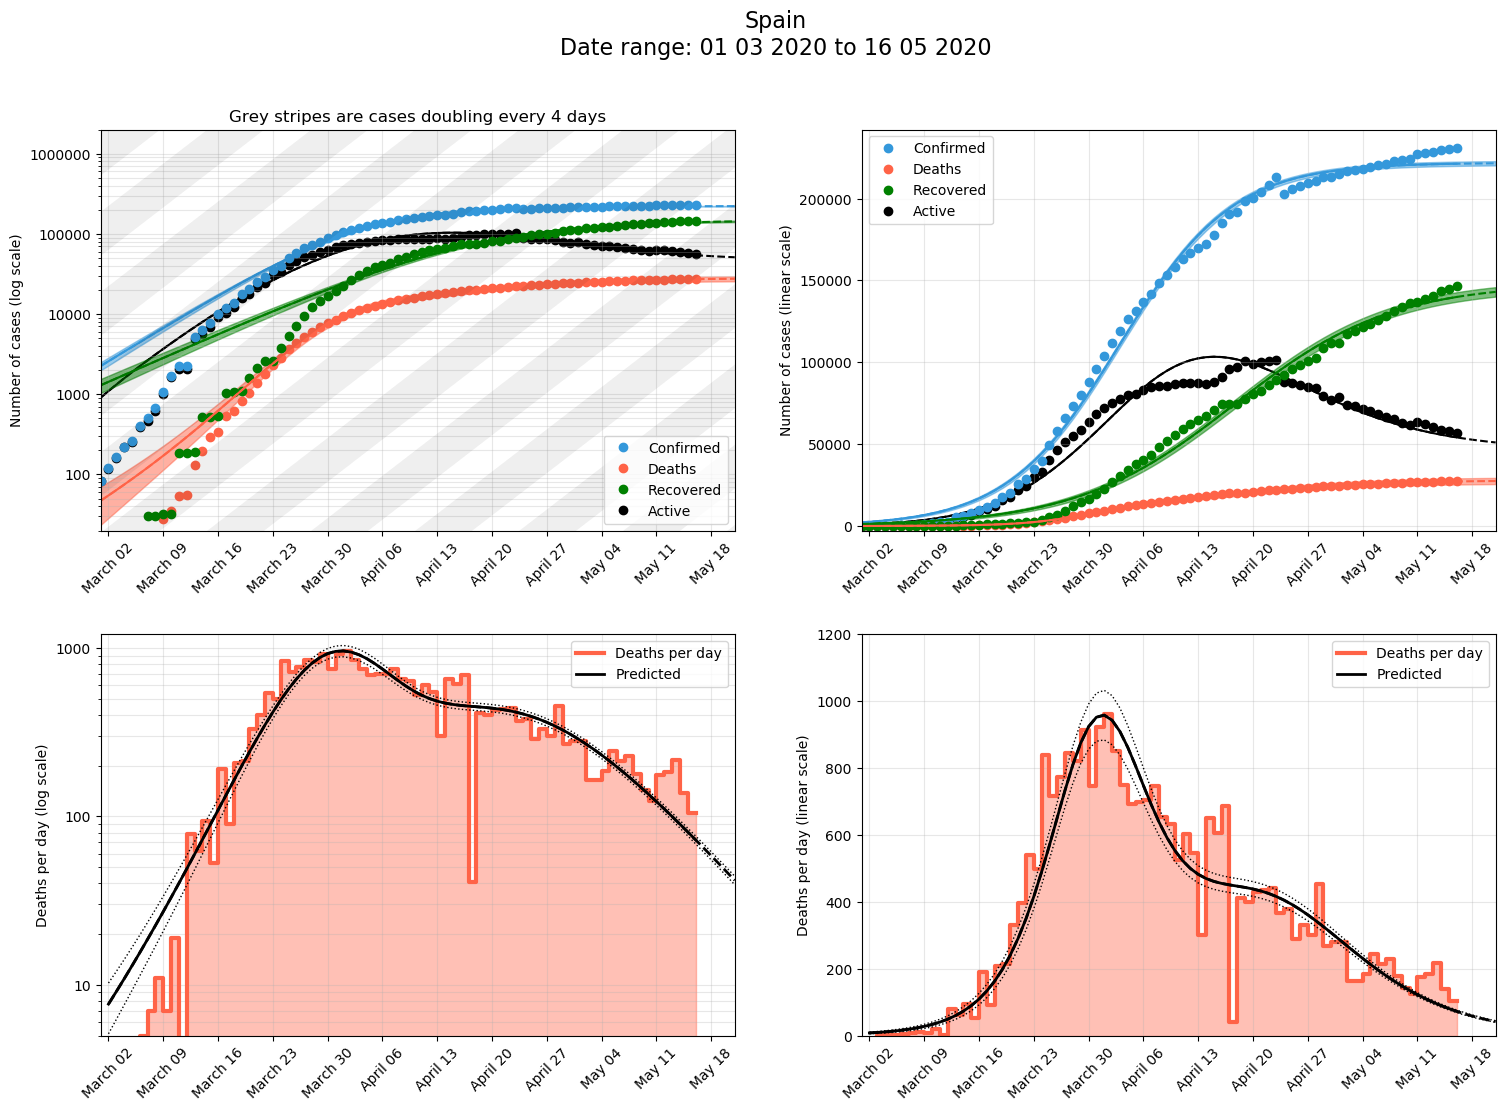 Spain
Date range: 01 03 2020 to 16 05 2020
Grey stripes are cases doubling every 4 days
Number of cases (log scale)
1000000
100000
10000
1000
100
Confirmed
Deaths
Recovered
Active
March 02
March 09
March 16
March 23
March 30
April 06
April 13
April 20
April 27
May 04
May 11
May 18
Number of cases (linear scale)
200000
150000
100000
50000
0
Confirmed
Deaths
Recovered
Active
March 02
March 09
March 16
March 23
March 30
April 06
April 13
April 20
April 27
May 04
May 11
May 18
Deaths per day (log scale)
1000
100
10
Deaths per day
Predicted
March 02
March 09
March 16
March 23
March 30
April 06
April 13
April 20
April 27
May 04
May 11
May 18
Deaths per day (linear scale)
1200
1000
800
600
400
200
0
Deaths per day
Predicted
March 02
March 09
March 16
March 23
March 30
April 06
April 13
April 20
April 27
May 04
May 11
May 18